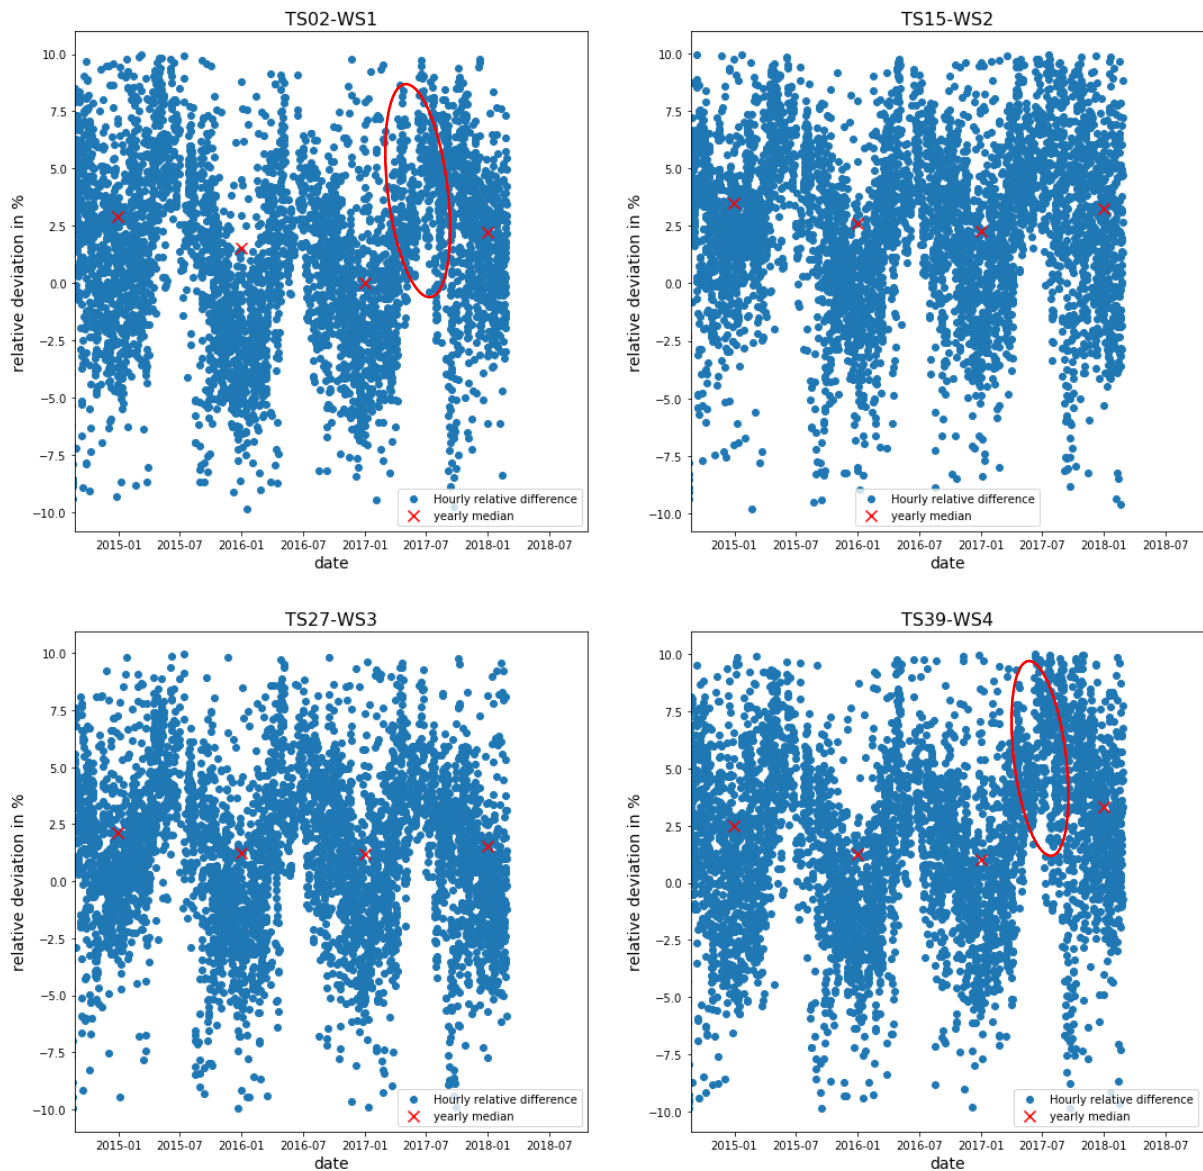 TS02-WS1
relative deviation in %
10.0
7.5
5.0
2.5
0.0
−2.5
−5.0
−7.5
−10.0
Hourly relative difference
yearly median
2015-01 2015-07 2016-01 2016-07 2017-01 2017-07 2018-01 2018-07
date
TS15-WS2
relative deviation in %
10.0
7.5
5.0
2.5
0.0
−2.5
−5.0
−7.5
−10.0
Hourly relative difference
yearly median
2015-01 2015-07 2016-01 2016-07 2017-01 2017-07 2018-01 2018-07
date
TS27-WS3
relative deviation in %
10.0
7.5
5.0
2.5
0.0
−2.5
−5.0
−7.5
−10.0
Hourly relative difference
yearly median
2015-01 2015-07 2016-01 2016-07 2017-01 2017-07 2018-01 2018-07
date
TS39-WS4
relative deviation in %
10.0
7.5
5.0
2.5
0.0
−2.5
−5.0
−7.5
−10.0
Hourly relative difference
yearly median
2015-01 2015-07 2016-01 2016-07 2017-01 2017-07 2018-01 2018-07
date